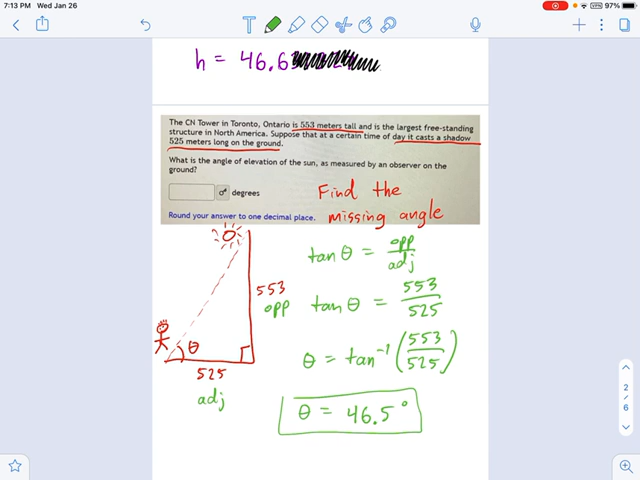 7:13 PM Wed Jan 26
VPN
97%
T
h = 46.6
The CN Tower in Toronto, Ontario is 553 meters tall and is the largest free-standing
structure in North America. Suppose that at a certain time of day it casts a shadow
525 meters long on the ground.
What is the angle of elevation of the sun, as measured by an observer on the
ground?
degrees
Round your answer to one decimal place.
Find the
missing angle
tan θ = opp/adj
553
opp
tan θ = 553/525
θ
525
adj
θ = tan⁻¹ (553/525)
θ = 46.5°
2
/
6